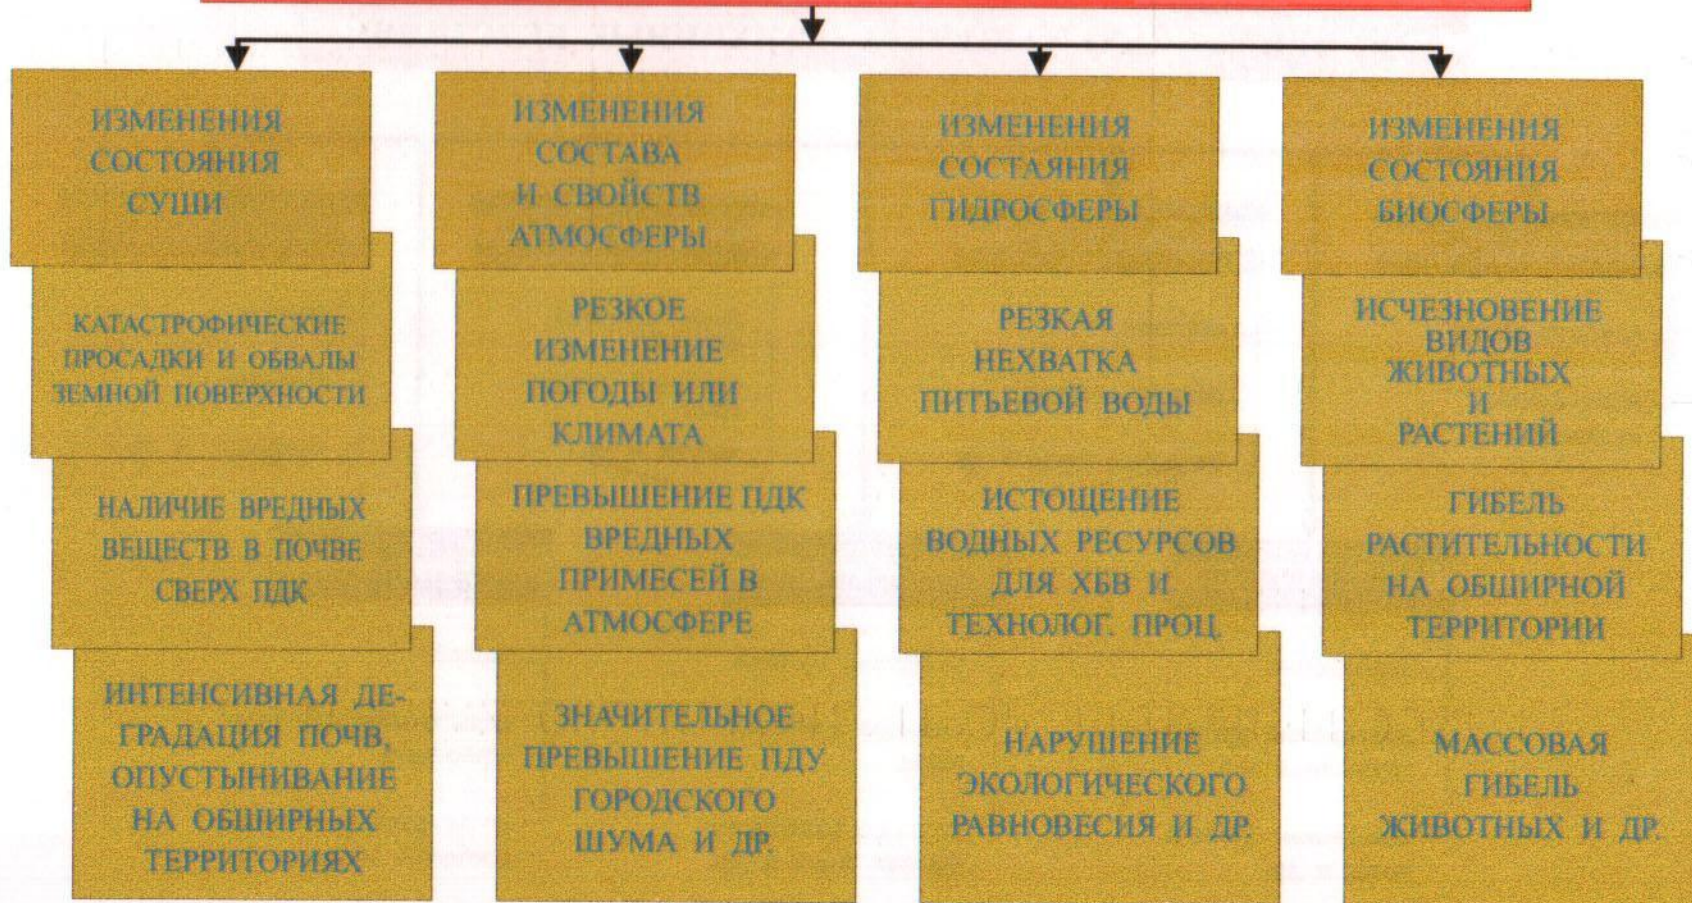 ИЗМЕНЕНИЯ
СОСТОЯНИЯ
СУШИ
КАТАСТРОФИЧЕСКИЕ
ПРОСАДКИ И ОБВАЛЫ
ЗЕМНОЙ ПОВЕРХНОСТИ
НАЛИЧИЕ ВРЕДНЫХ
ВЕЩЕСТВ В ПОЧВЕ
СВЕРХ ПДК
ИНТЕНСИВНАЯ ДЕ-
ГРАДАЦИЯ ПОЧВ,
ОПУСТЫНИВАНИЕ
НА ОБШИРНЫХ
ТЕРРИТОРИЯХ
ИЗМЕНЕНИЯ
СОСТАВА
И СВОЙСТВ
АТМОСФЕРЫ
РЕЗКОЕ
ИЗМЕНЕНИЕ
ПОГОДЫ ИЛИ
КЛИМАТА
ПРЕВЫШЕНИЕ ПДК
ВРЕДНЫХ
ПРИМЕСЕЙ В
АТМОСФЕРЕ
ЗНАЧИТЕЛЬНОЕ
ПРЕВЫШЕНИЕ ПДУ
ГОРОДСКОГО
ШУМА И ДР.
ИЗМЕНЕНИЯ
СОСТАЯНИЯ
ГИДРОСФЕРЫ
РЕЗКАЯ
НЕХВАТКА
ПИТЬЕВОЙ ВОДЫ
ИСТОЩЕНИЕ
ВОДНЫХ РЕСУРСОВ
ДЛЯ ХБВ И
ТЕХНОЛОГ. ПРОЦ.
НАРУШЕНИЕ
ЭКОЛОГИЧЕСКОГО
РАВНОВЕСИЯ И ДР.
ИЗМЕНЕНИЯ
СОСТОЯНИЯ
БИОСФЕРЫ
ИСЧЕЗНОВЕНИЕ
ВИДОВ
ЖИВОТНЫХ
И
РАСТЕНИЙ
ГИБЕЛЬ
РАСТИТЕЛЬНОСТИ
НА ОБШИРНОЙ
ТЕРРИТОРИИ
МАССОВАЯ
ГИБЕЛЬ
ЖИВОТНЫХ И ДР.